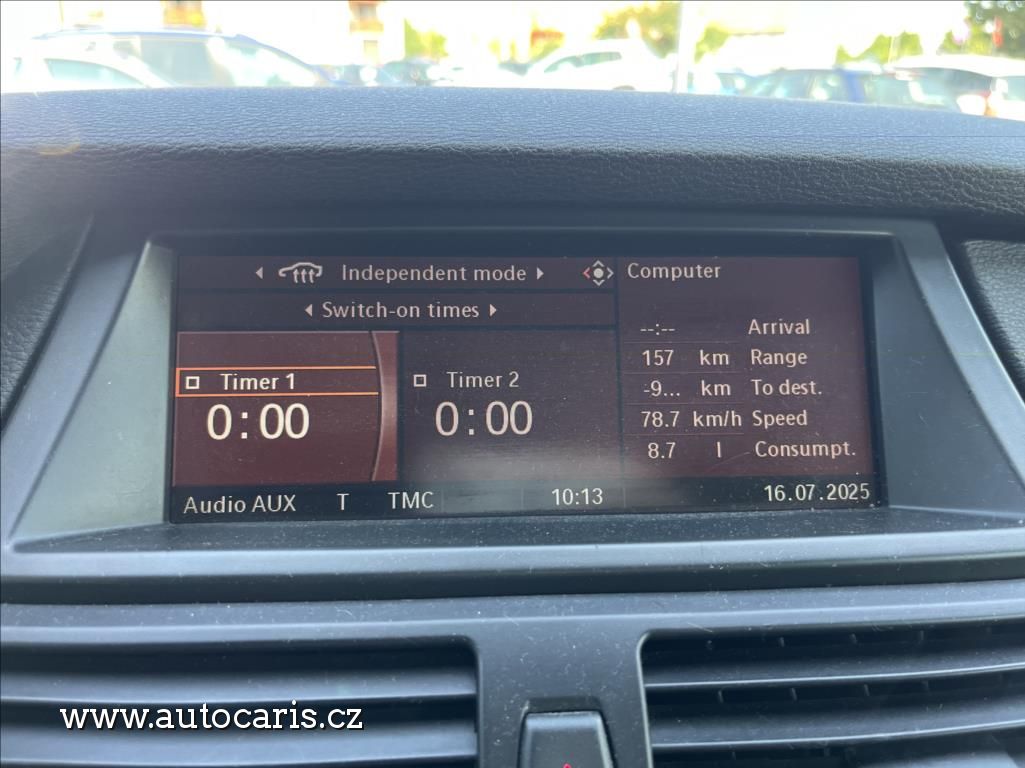 Independent mode
Switch-on times
Timer 1
0:00
Timer 2
0:00
Computer
--:-- Arrival
157 km Range
-9... km To dest.
78.7 km/h Speed
8.7 l Consumpt.
Audio AUX T TMC 10:13 16.07.2025
www.autocaris.cz